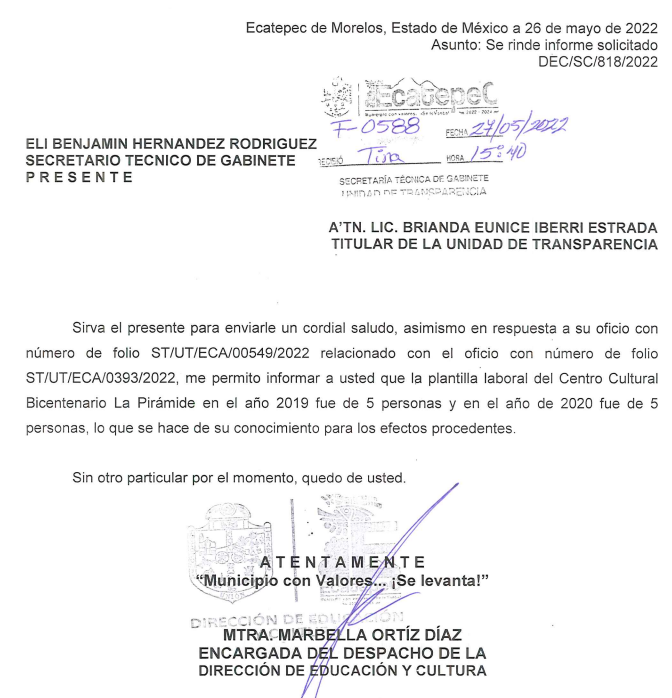 Ecatepec de Morelos, Estado de México a 26 de mayo de 2022
Asunto: Se rinde informe solicitado
DEC/SC/818/2022
Ecatepec
Municipio con valores... ¡Se levanta!
F-0588 FECHA 27/05/2022
RECIBIÓ HORA 15:40
SECRETARÍA TÉCNICA DE GABINETE
UNIDAD DE TRANSPARENCIA
ELI BENJAMIN HERNANDEZ RODRIGUEZ
SECRETARIO TECNICO DE GABINETE
P R E S E N T E
A’TN. LIC. BRIANDA EUNICE IBERRI ESTRADA
TITULAR DE LA UNIDAD DE TRANSPARENCIA
Sirva el presente para enviarle un cordial saludo, asimismo en respuesta a su oficio con
número de folio ST/UT/ECA/00549/2022 relacionado con el oficio con número de folio
ST/UT/ECA/0393/2022, me permito informar a usted que la plantilla laboral del Centro Cultural
Bicentenario La Pirámide en el año 2019 fue de 5 personas y en el año de 2020 fue de 5
personas, lo que se hace de su conocimiento para los efectos procedentes.
Sin otro particular por el momento, quedo de usted.
A T E N T A M E N T E
“Municipio con Valores... ¡Se levanta!”
DIRECCIÓN DE EDUCACIÓN
MTRA. MARBELLA ORTÍZ DÍAZ
ENCARGADA DEL DESPACHO DE LA
DIRECCIÓN DE EDUCACIÓN Y CULTURA